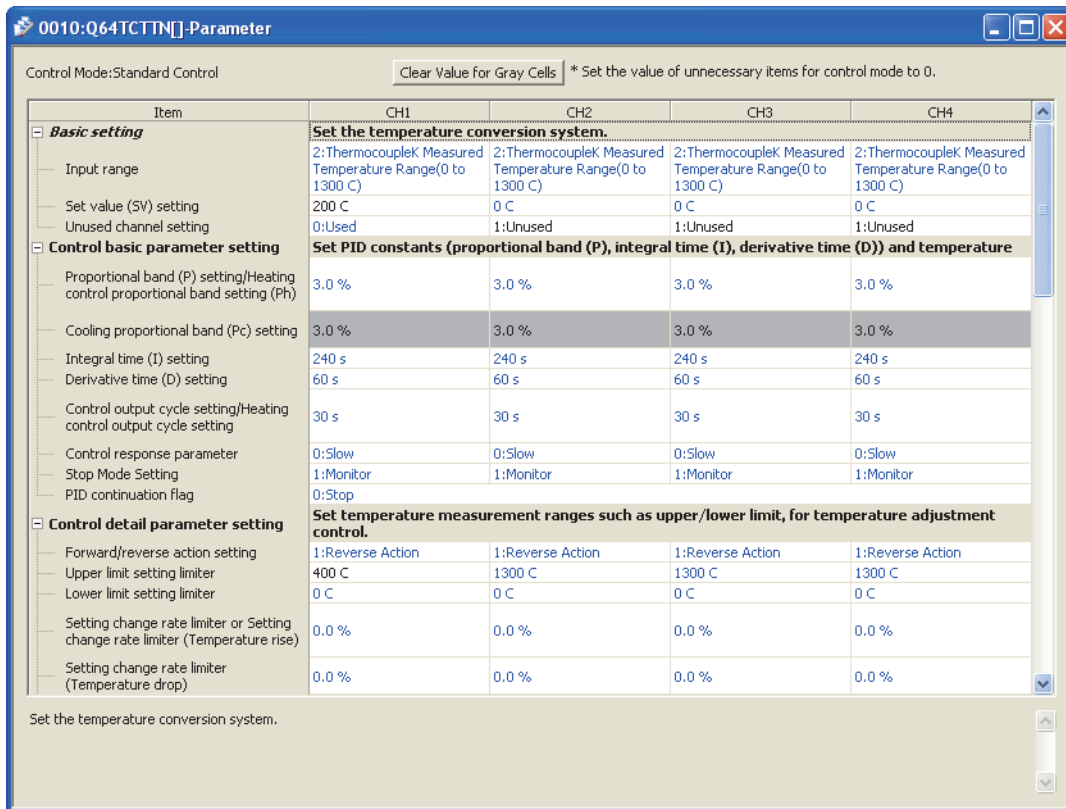 0010:Q64TCTTN[]-Parameter
Control Mode:Standard Control
Clear Value for Gray Cells
* Set the value of unnecessary items for control mode to 0.
Item CH1 CH2 CH3 CH4
Basic setting Set the temperature conversion system.
Input range 2:ThermocoupleK Measured Temperature Range(0 to 1300 C) 2:ThermocoupleK Measured Temperature Range(0 to 1300 C) 2:ThermocoupleK Measured Temperature Range(0 to 1300 C) 2:ThermocoupleK Measured Temperature Range(0 to 1300 C)
Set value (SV) setting 200 C 0 C 0 C 0 C
Unused channel setting 0:Used 1:Unused 1:Unused 1:Unused
Control basic parameter setting Set PID constants (proportional band (P), integral time (I), derivative time (D)) and temperature
Proportional band (P) setting/Heating control proportional band setting (Ph) 3.0 % 3.0 % 3.0 % 3.0 %
Cooling proportional band (Pc) setting 3.0 % 3.0 % 3.0 % 3.0 %
Integral time (I) setting 240 s 240 s 240 s 240 s
Derivative time (D) setting 60 s 60 s 60 s 60 s
Control output cycle setting/Heating control output cycle setting 30 s 30 s 30 s 30 s
Control response parameter 0:Slow 0:Slow 0:Slow 0:Slow
Stop Mode Setting 1:Monitor 1:Monitor 1:Monitor 1:Monitor
PID continuation flag 0:Stop
Control detail parameter setting Set temperature measurement ranges such as upper/lower limit, for temperature adjustment control.
Forward/reverse action setting 1:Reverse Action 1:Reverse Action 1:Reverse Action 1:Reverse Action
Upper limit setting limiter 400 C 1300 C 1300 C 1300 C
Lower limit setting limiter 0 C 0 C 0 C 0 C
Setting change rate limiter or Setting change rate limiter (Temperature rise) 0.0 % 0.0 % 0.0 % 0.0 %
Setting change rate limiter (Temperature drop) 0.0 % 0.0 % 0.0 % 0.0 %
Set the temperature conversion system.